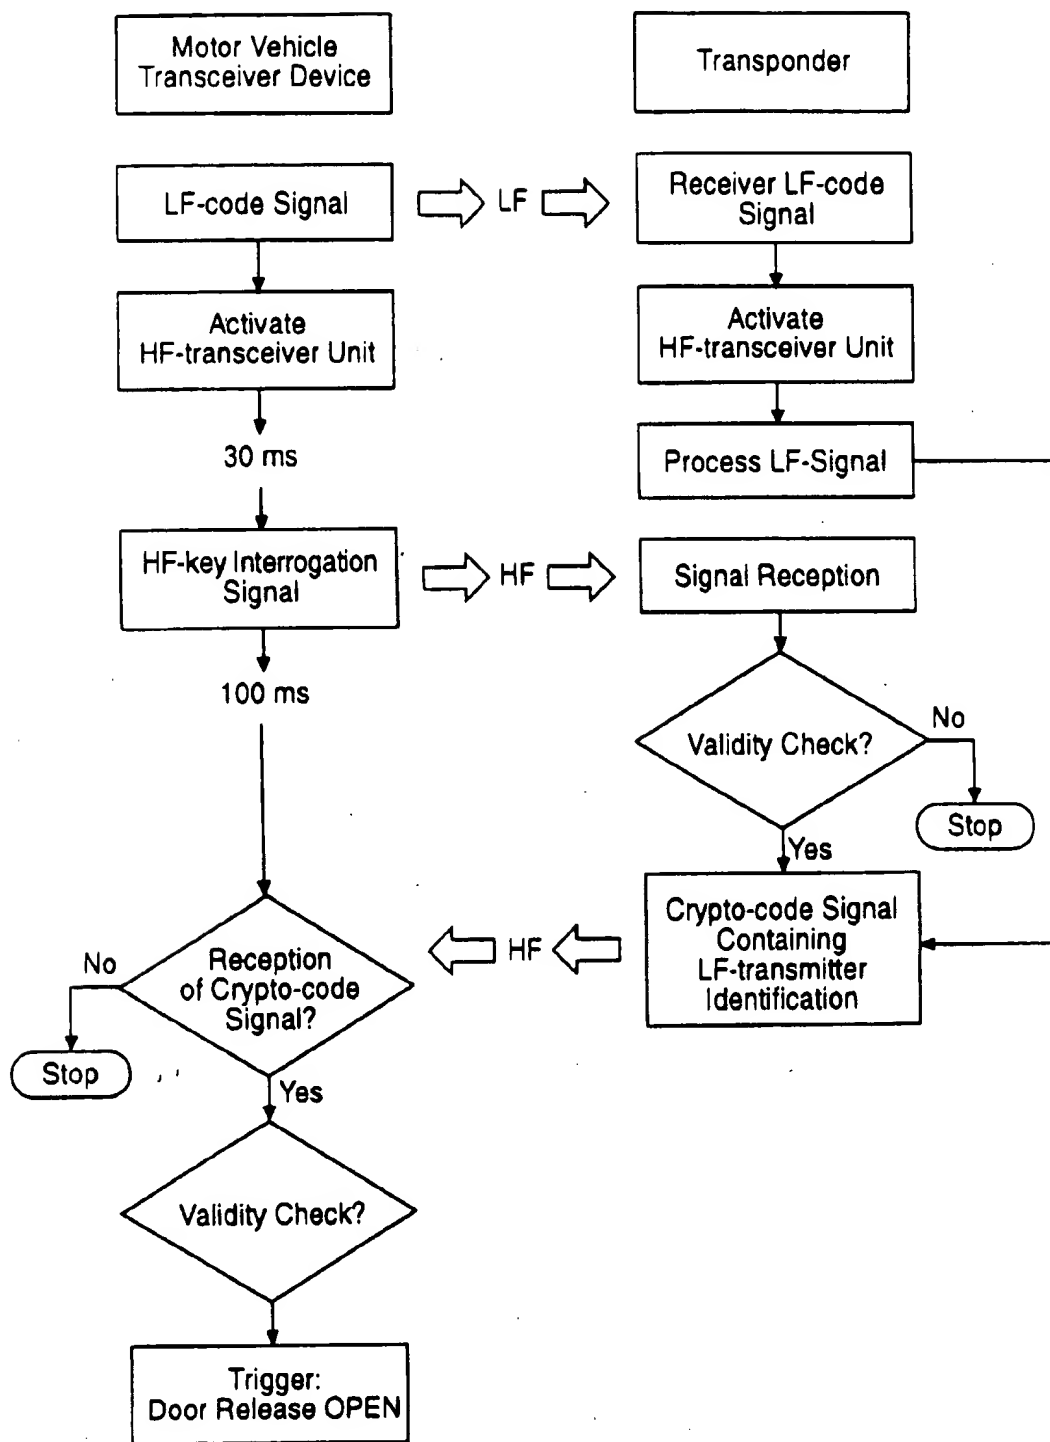 Motor Vehicle
Transceiver Device
Transponder
LF-code Signal
LF
Receiver LF-code
Signal
Activate
HF-transceiver Unit
Activate
HF-transceiver Unit
30 ms
Process LF-Signal
HF-key Interrogation
Signal
HF
Signal Reception
100 ms
Validity Check?
No
Stop
Yes
Crypto-code Signal
Containing
LF-transmitter
Identification
HF
Reception
of Crypto-code
Signal?
No
Stop
Yes
Validity Check?
Trigger:
Door Release OPEN